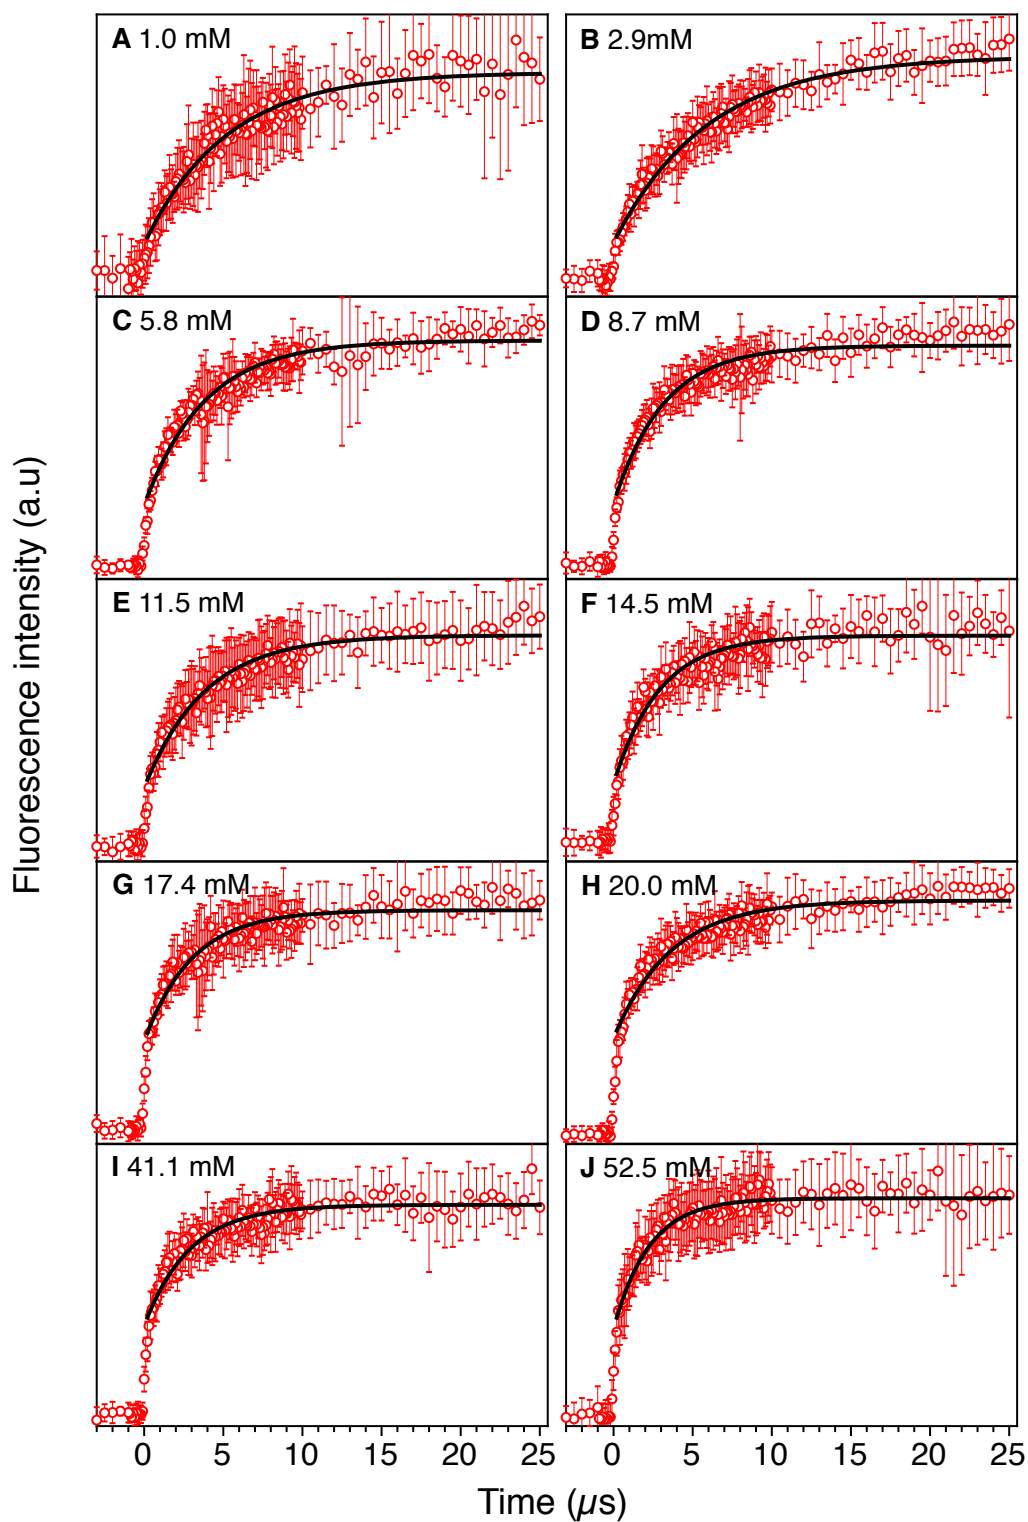 A 1.0 mM
B 2.9mM
C 5.8 mM
D 8.7 mM
E 11.5 mM
F 14.5 mM
G 17.4 mM
H 20.0 mM
I 41.1 mM
J 52.5 mM
Fluorescence intensity (a.u)
0 5 10 15 20 25
0 5 10 15 20 25
Time (µs)